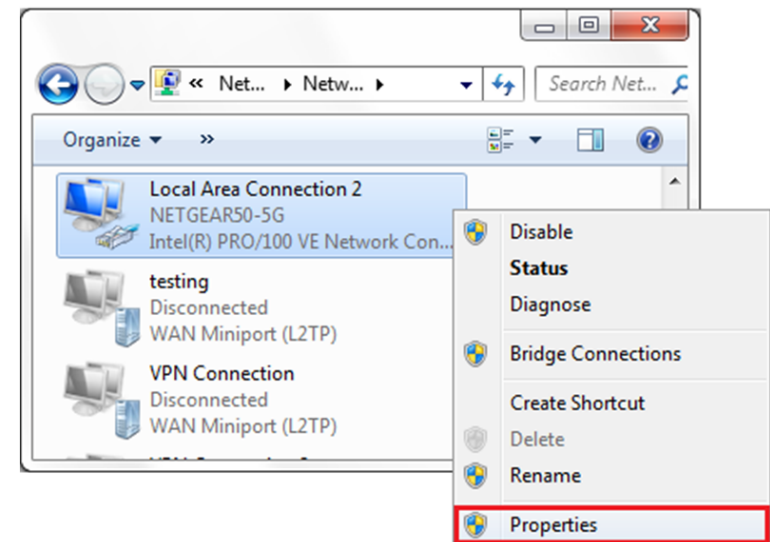 « Net... Netw...
Search Net...
Organize »
Local Area Connection 2
NETGEAR50-5G
Intel(R) PRO/100 VE Network Con...
testing
Disconnected
WAN Miniport (L2TP)
VPN Connection
Disconnected
WAN Miniport (L2TP)
Disable
Status
Diagnose
Bridge Connections
Create Shortcut
Delete
Rename
Properties